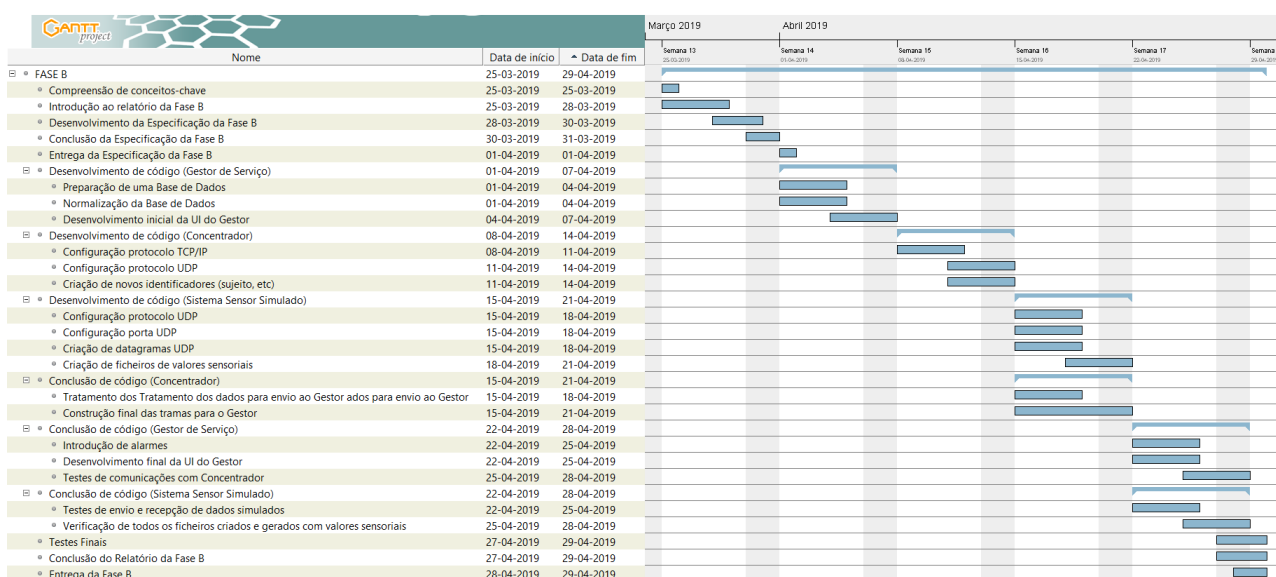 GANTT project
Março 2019 Abril 2019
Semana 13 Semana 14 Semana 15 Semana 16 Semana 17 Semana
25-03-2019 01-04-2019 08-04-2019 15-04-2019 22-04-2019 29-04-2019
Nome Data de início Data de fim
FASE B 25-03-2019 29-04-2019
Compreensão de conceitos-chave 25-03-2019 25-03-2019
Introdução ao relatório da Fase B 25-03-2019 28-03-2019
Desenvolvimento da Especificação da Fase B 28-03-2019 30-03-2019
Conclusão da Especificação da Fase B 30-03-2019 31-03-2019
Entrega da Especificação da Fase B 01-04-2019 01-04-2019
Desenvolvimento de código (Gestor de Serviço) 01-04-2019 07-04-2019
Preparação de uma Base de Dados 01-04-2019 04-04-2019
Normalização da Base de Dados 01-04-2019 04-04-2019
Desenvolvimento inicial da UI do Gestor 04-04-2019 07-04-2019
Desenvolvimento de código (Concentrador) 08-04-2019 14-04-2019
Configuração protocolo TCP/IP 08-04-2019 11-04-2019
Configuração protocolo UDP 11-04-2019 14-04-2019
Criação de novos identificadores (sujeito, etc) 11-04-2019 14-04-2019
Desenvolvimento de código (Sistema Sensor Simulado) 15-04-2019 21-04-2019
Configuração protocolo UDP 15-04-2019 18-04-2019
Configuração porta UDP 15-04-2019 18-04-2019
Criação de datagramas UDP 15-04-2019 18-04-2019
Criação de ficheiros de valores sensoriais 18-04-2019 21-04-2019
Conclusão de código (Concentrador) 15-04-2019 21-04-2019
Tratamento dos Tratamento dos dados para envio ao Gestor ados para envio ao Gestor 15-04-2019 18-04-2019
Construção final das tramas para o Gestor 15-04-2019 21-04-2019
Conclusão de código (Gestor de Serviço) 22-04-2019 28-04-2019
Introdução de alarmes 22-04-2019 25-04-2019
Desenvolvimento final da UI do Gestor 22-04-2019 25-04-2019
Testes de comunicações com Concentrador 25-04-2019 28-04-2019
Conclusão de código (Sistema Sensor Simulado) 22-04-2019 28-04-2019
Testes de envio e recepção de dados simulados 22-04-2019 25-04-2019
Verificação de todos os ficheiros criados e gerados com valores sensoriais 25-04-2019 28-04-2019
Testes Finais 27-04-2019 29-04-2019
Conclusão do Relatório da Fase B 27-04-2019 29-04-2019
Entrega da Fase B 28-04-2019 29-04-2019